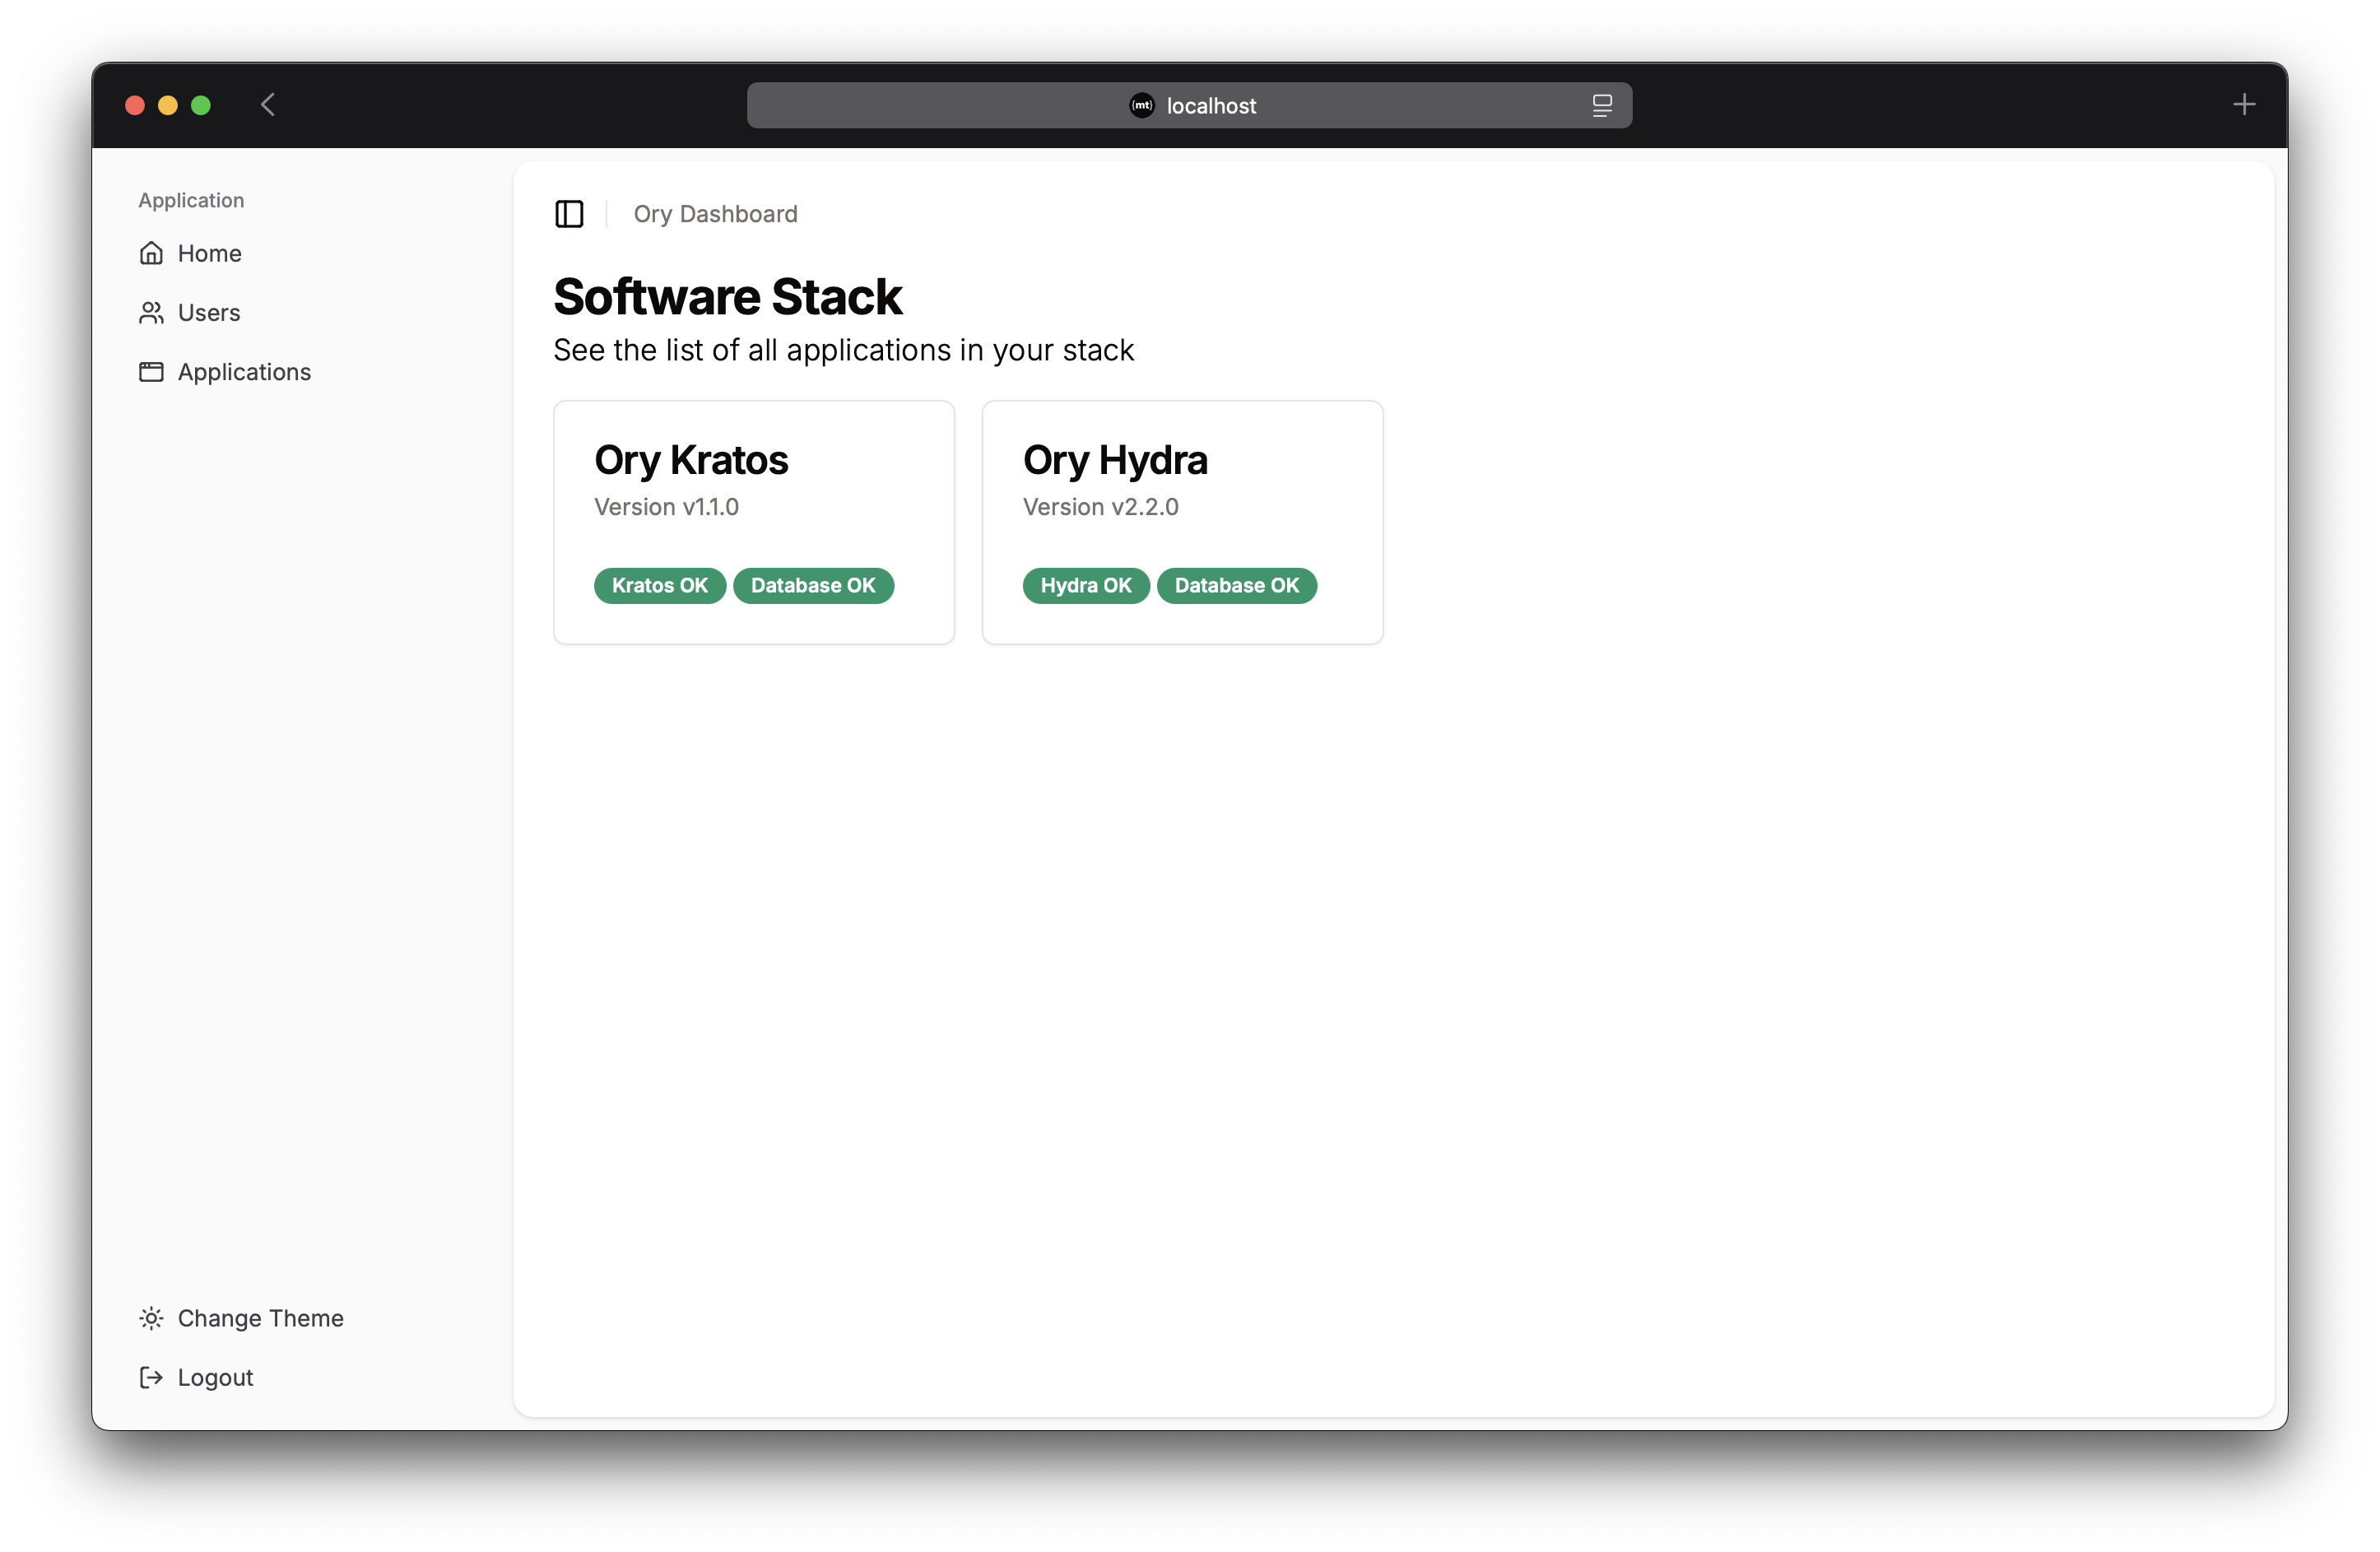 (mt) localhost
Application
Home
Users
Applications
Ory Dashboard
Software Stack
See the list of all applications in your stack
Ory Kratos
Version v1.1.0
Kratos OK Database OK
Ory Hydra
Version v2.2.0
Hydra OK Database OK
Change Theme
Logout